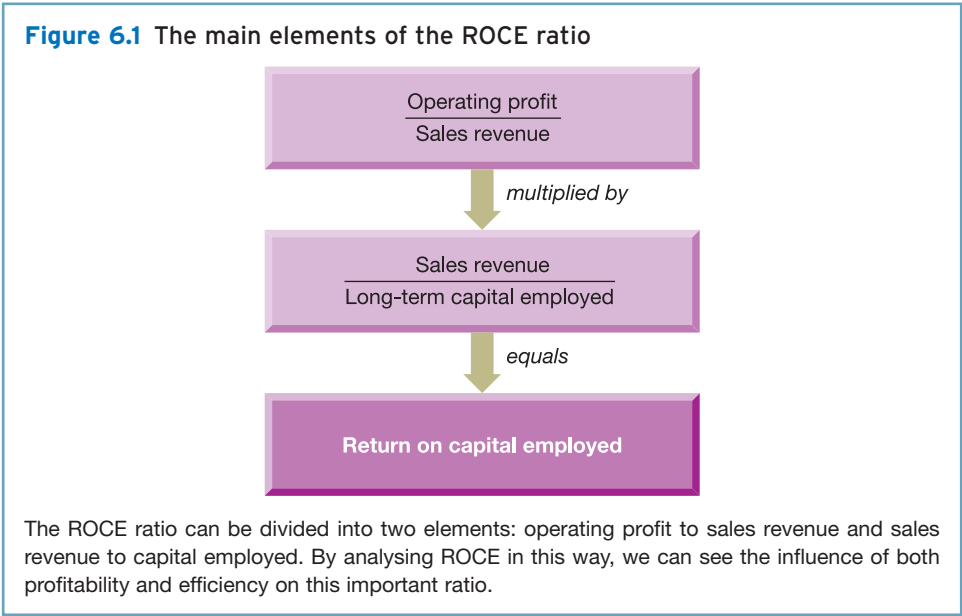 Figure 6.1 The main elements of the ROCE ratio
Operating profit
Sales revenue
multiplied by
Sales revenue
Long-term capital employed
equals
Return on capital employed
The ROCE ratio can be divided into two elements: operating profit to sales revenue and sales
revenue to capital employed. By analysing ROCE in this way, we can see the influence of both
profitability and efficiency on this important ratio.